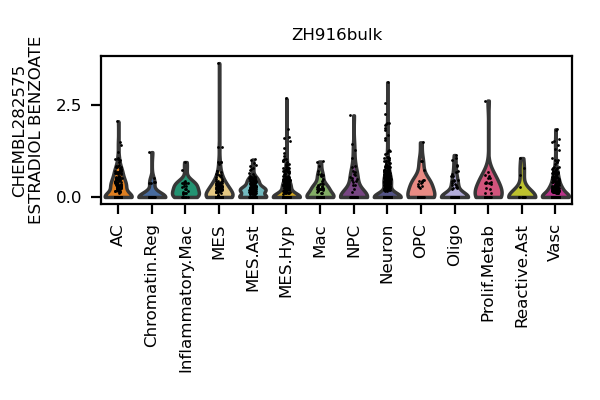 ZH916bulk
CHEMBL282575
ESTRADIOL BENZOATE
2.5
0.0
AC
Chromatin.Reg
Inflammatory.Mac
MES
MES.Ast
MES.Hyp
Mac
NPC
Neuron
OPC
Oligo
Prolif.Metab
Reactive.Ast
Vasc